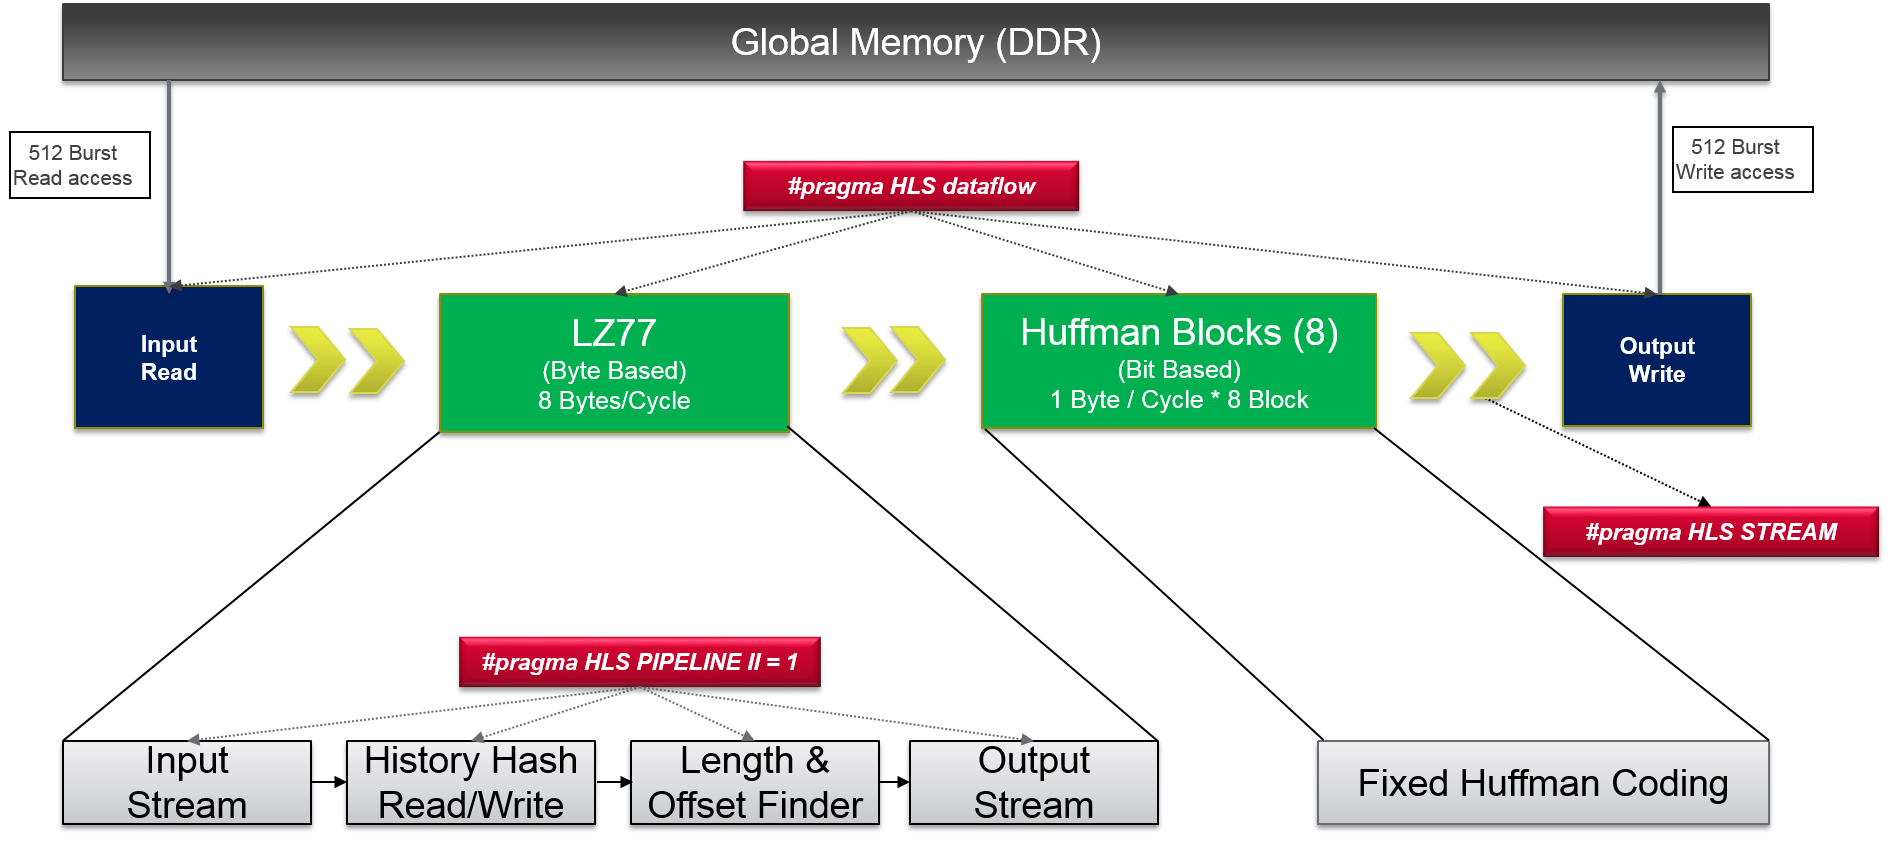 Global Memory (DDR)
512 Burst
Read access
512 Burst
Write access
#pragma HLS dataflow
Input
Read
LZ77
(Byte Based)
8 Bytes/Cycle
Huffman Blocks (8)
(Bit Based)
1 Byte / Cycle * 8 Block
Output
Write
#pragma HLS STREAM
#pragma HLS PIPELINE II = 1
Input
Stream
History Hash
Read/Write
Length &
Offset Finder
Output
Stream
Fixed Huffman Coding